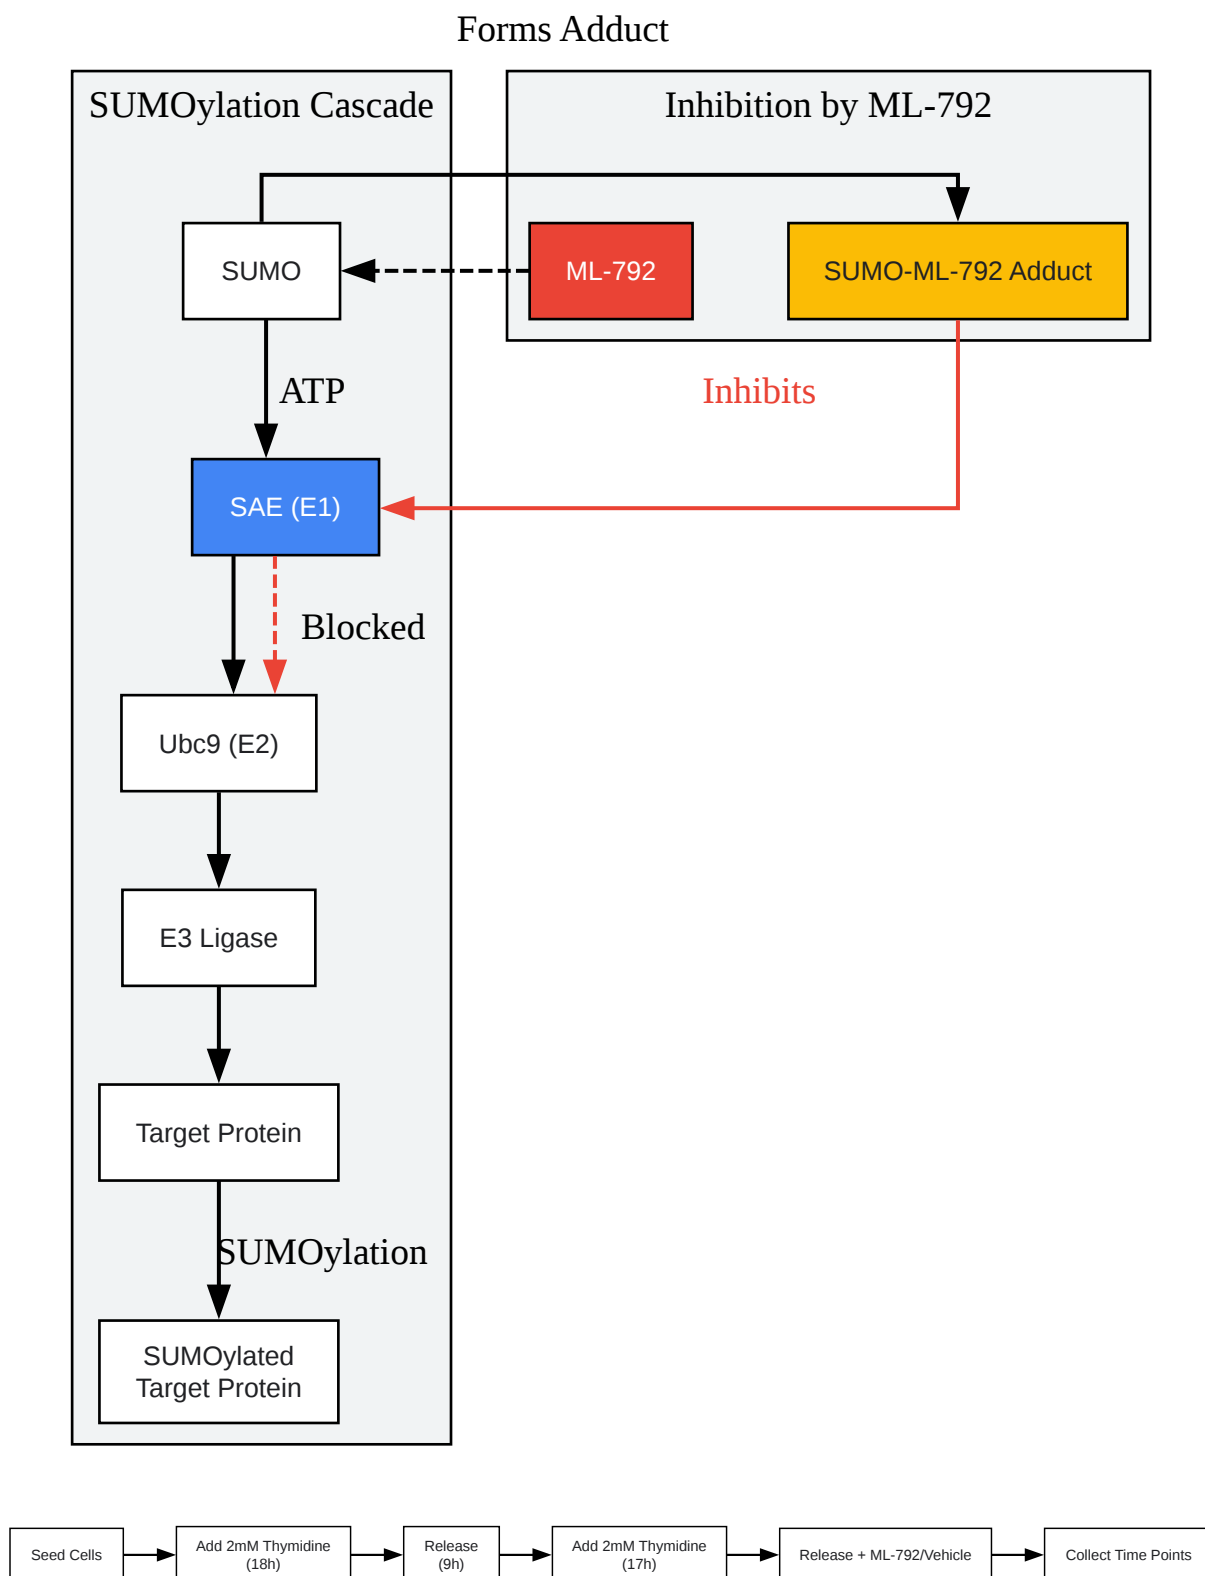 Forms Adduct
SUMOylation Cascade
Inhibition by ML-792
SUMO
ML-792
SUMO-ML-792 Adduct
ATP
Inhibits
SAE (E1)
Blocked
Ubc9 (E2)
E3 Ligase
Target Protein
SUMOylation
SUMOylated
Target Protein
Seed Cells
Add 2mM Thymidine
(18h)
Release
(9h)
Add 2mM Thymidine
(17h)
Release + ML-792/Vehicle
Collect Time Points